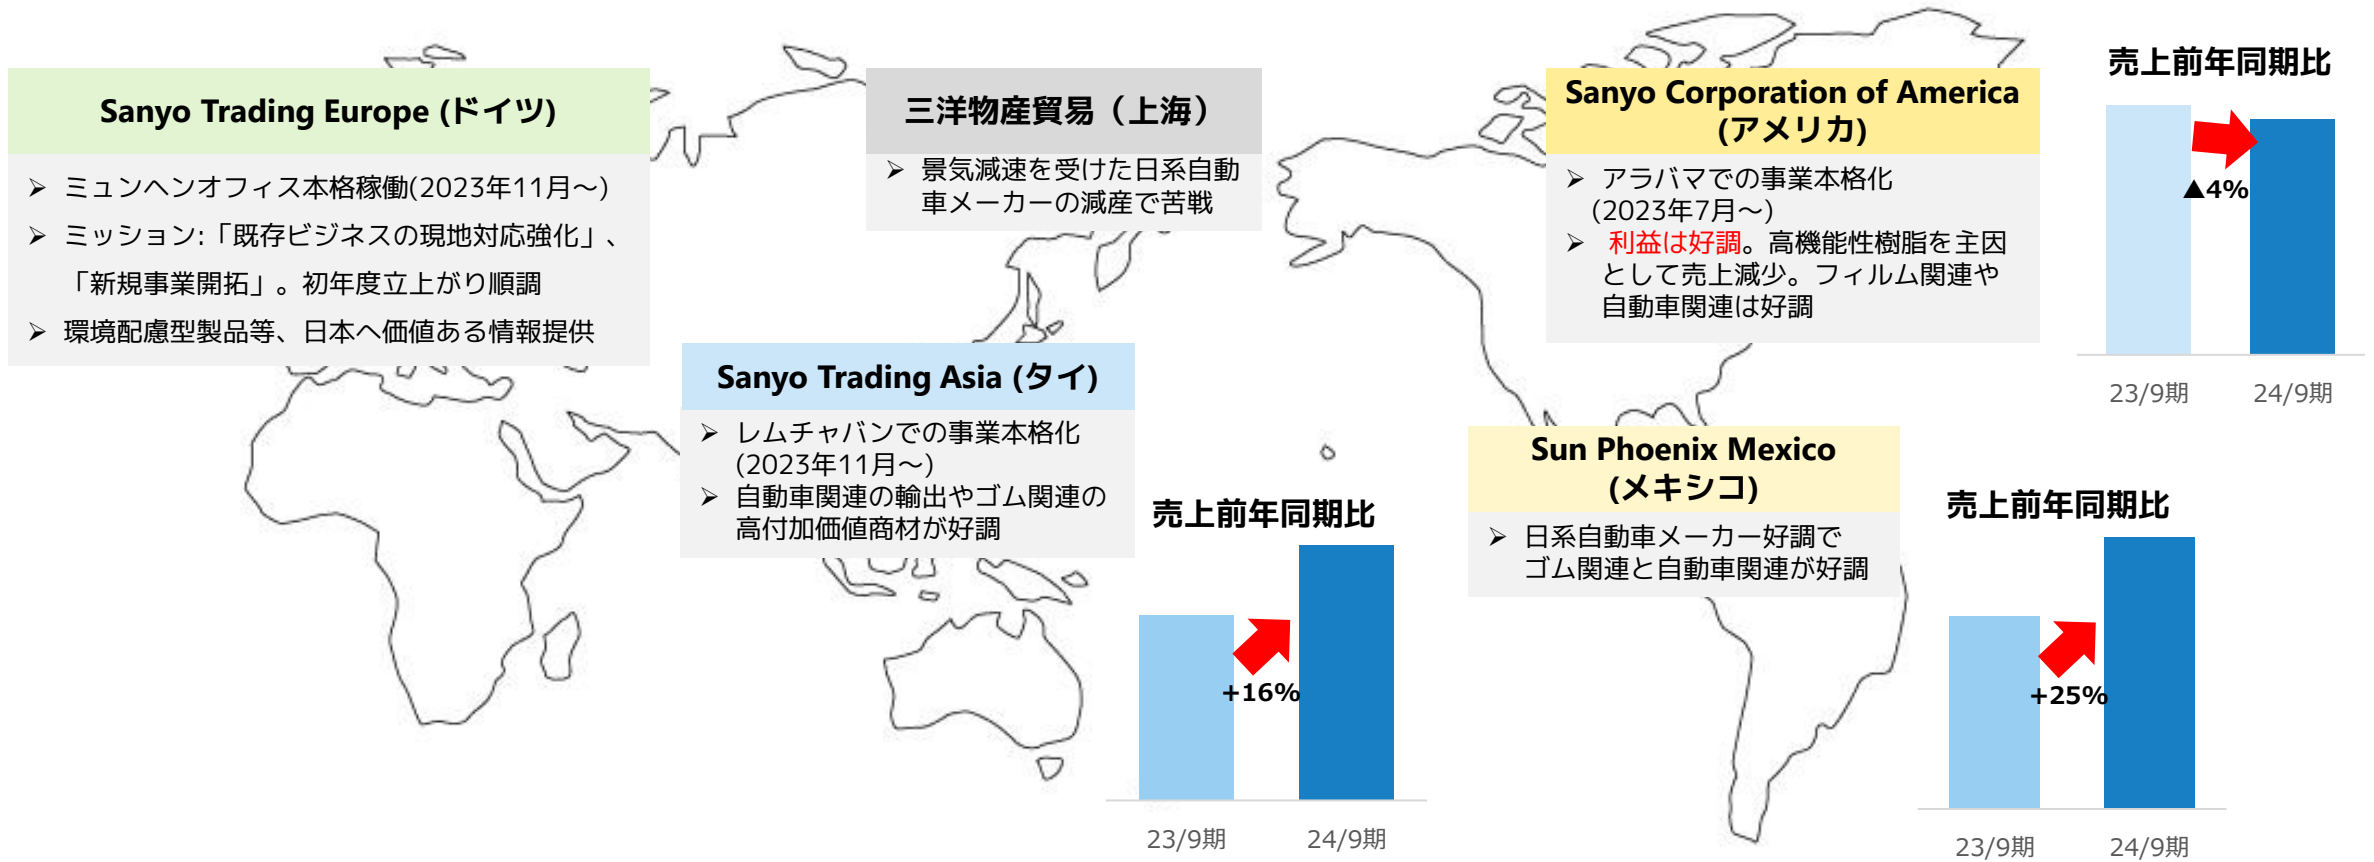 Sanyo Trading Europe (ドイツ)
➢ ミュンヘンオフィス本格稼働(2023年11月～)
➢ ミッション:「既存ビジネスの現地対応強化」、
「新規事業開拓」。初年度立上がり順調
➢ 環境配慮型製品等、日本へ価値ある情報提供
三洋物産貿易（上海）
➢ 景気減速を受けた日系自動
車メーカーの減産で苦戦
Sanyo Corporation of America
(アメリカ)
➢ アラバマでの事業本格化
(2023年7月～)
➢ 利益は好調。高機能性樹脂を主因
として売上減少。フィルム関連や
自動車関連は好調
売上前年同期比
▲4%
23/9期 24/9期
Sanyo Trading Asia (タイ)
➢ レムチャバンでの事業本格化
(2023年11月～)
➢ 自動車関連の輸出やゴム関連の
高付加価値商材が好調
売上前年同期比
+16%
23/9期 24/9期
Sun Phoenix Mexico
(メキシコ)
➢ 日系自動車メーカー好調で
ゴム関連と自動車関連が好調
売上前年同期比
+25%
23/9期 24/9期